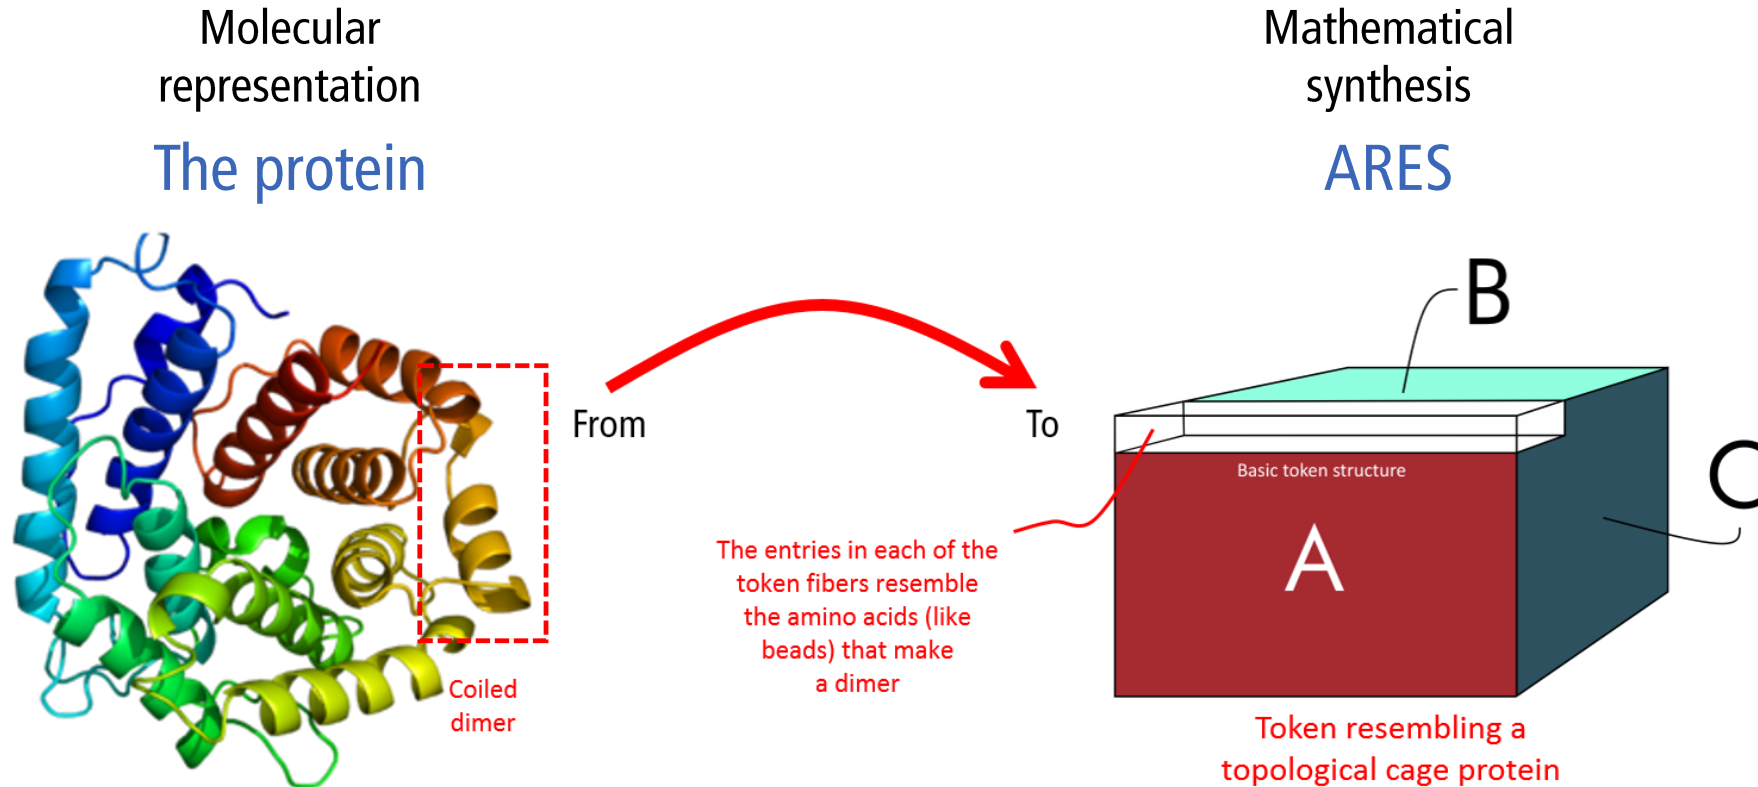 Molecular
representation
The protein
Mathematical
synthesis
ARES
From
To
B
C
Basic token structure
A
The entries in each of the
token fibers resemble
the amino acids (like
beads) that make
a dimer
Coiled
dimer
Token resembling a
topological cage protein